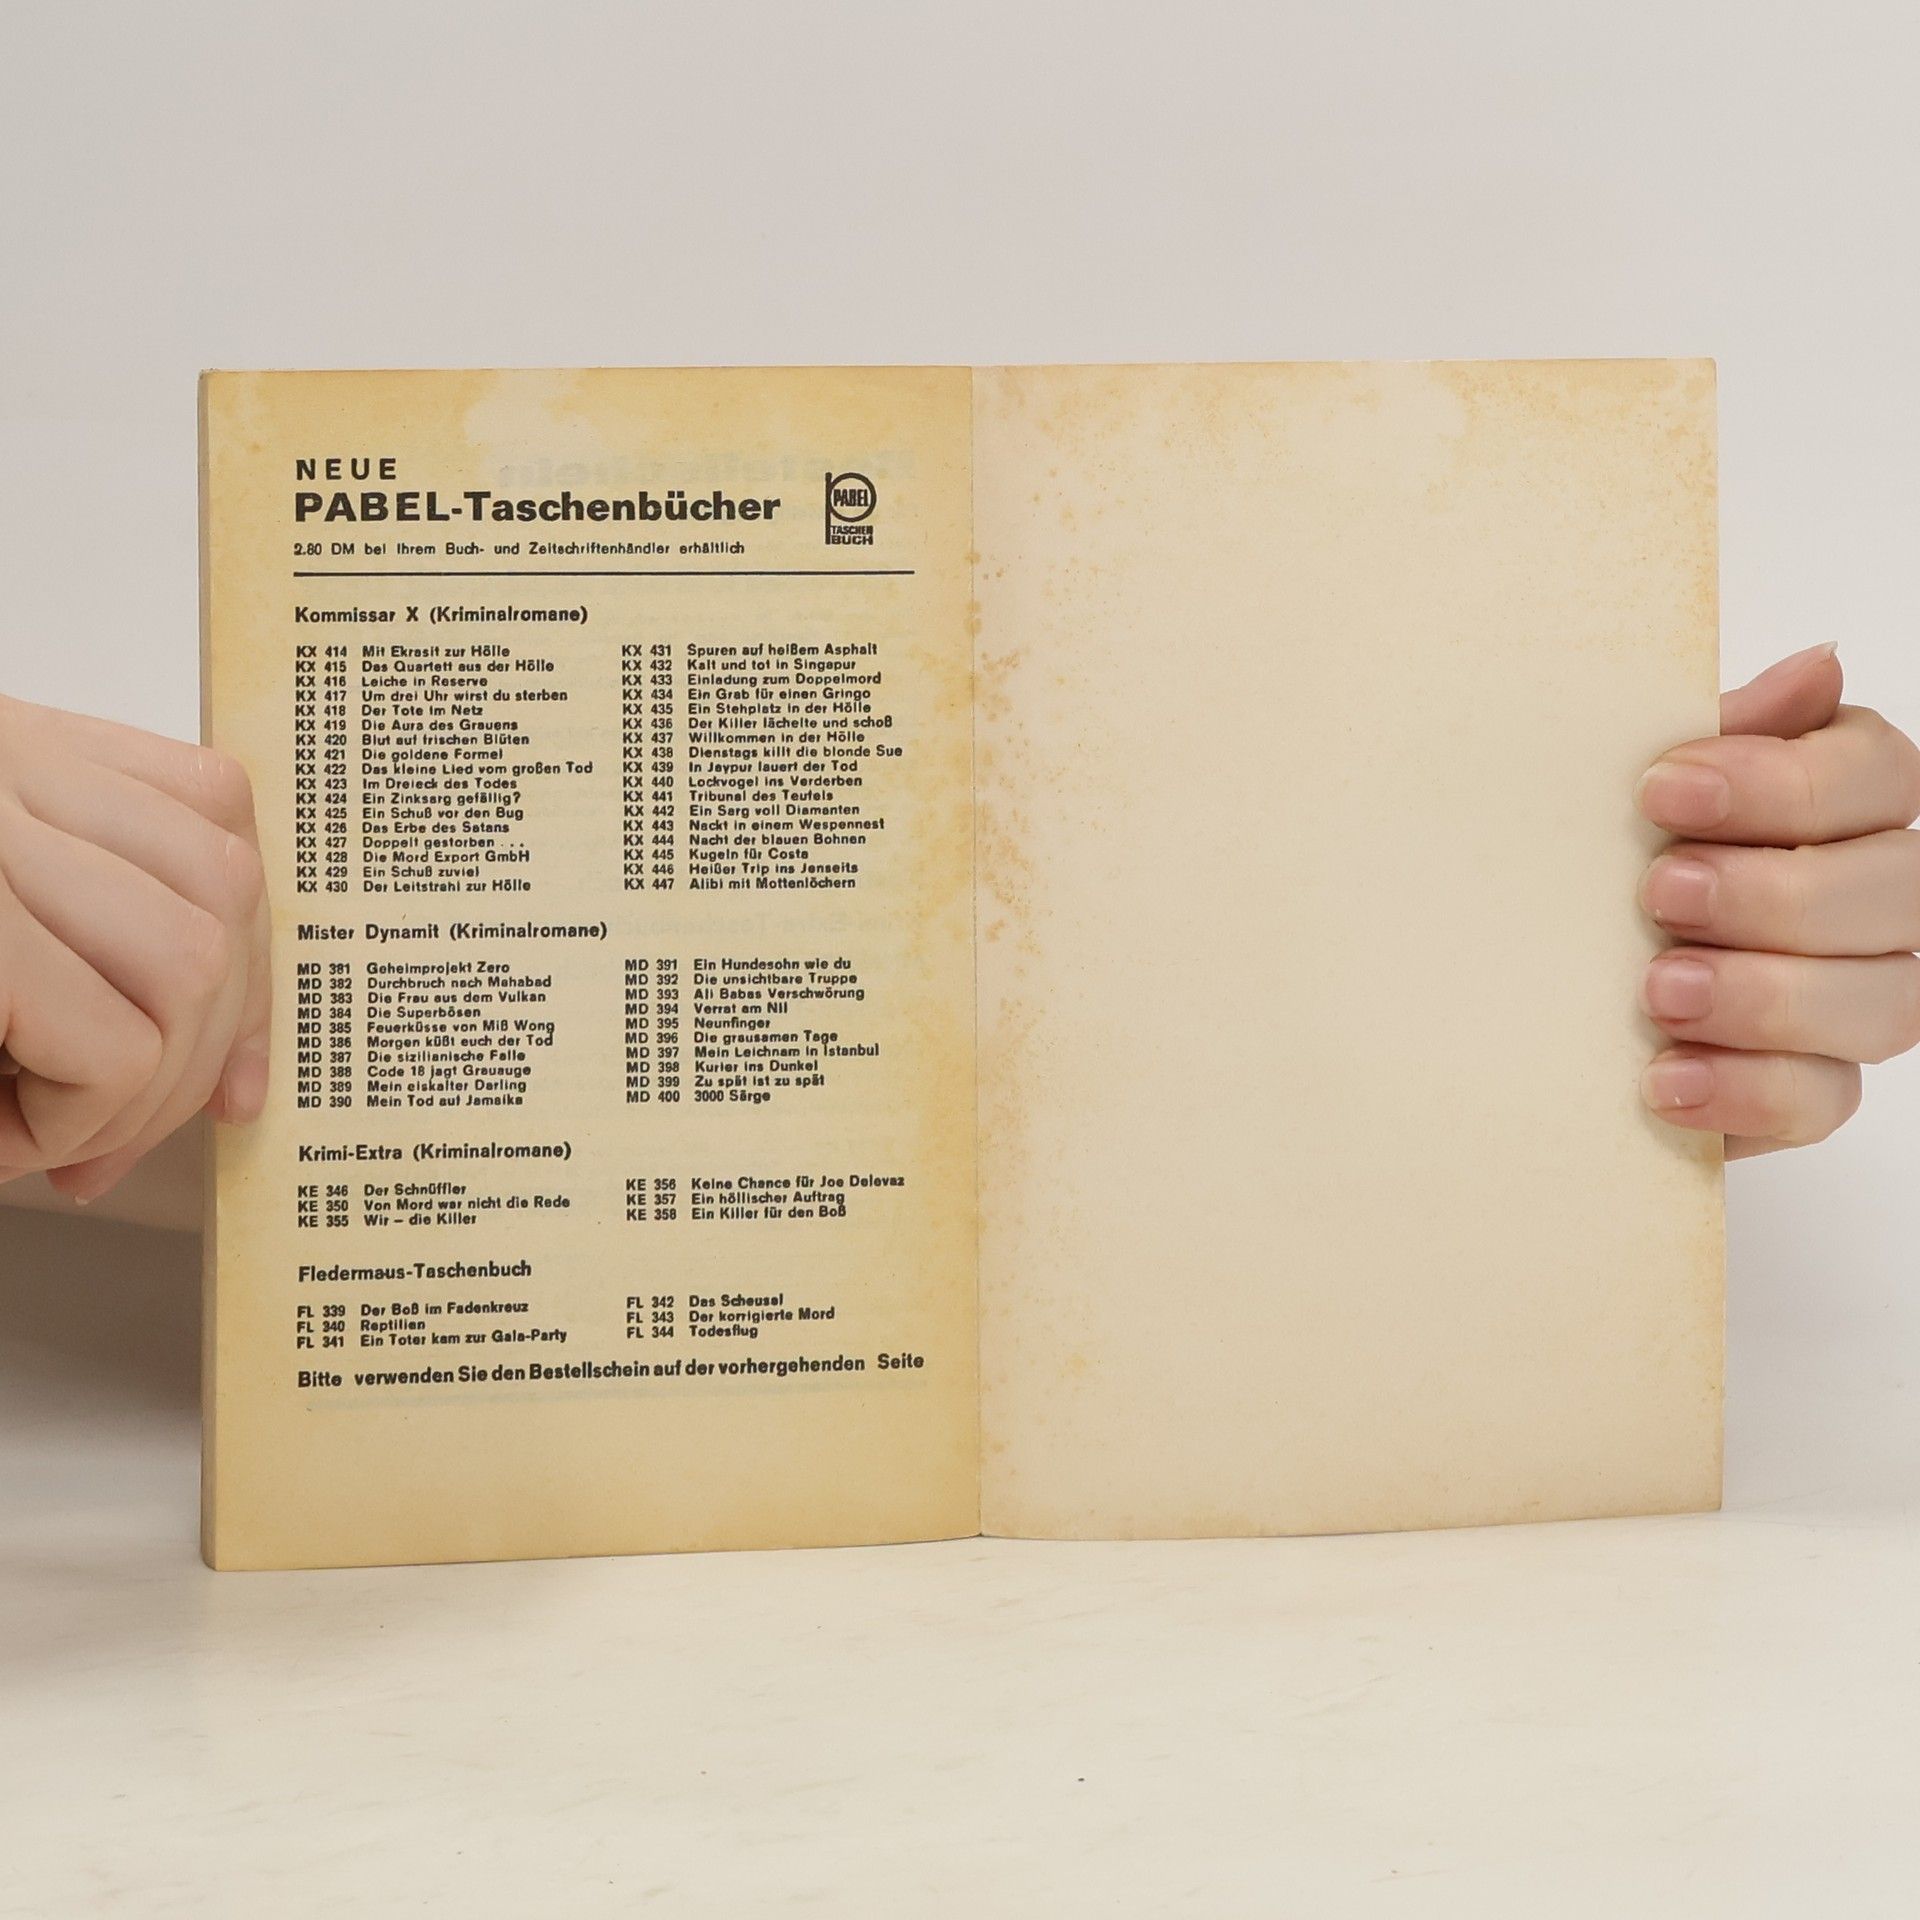 NEUE
PABEL-Taschenbücher
PABEL
TASCHEN
BUCH
2.80 DM bei Ihrem Buch- und Zeitschriftenhändler erhältlich
Kommissar X (Kriminalromane)
KX 414 Mit Ekrasit zur Hölle
KX 415 Das Quartett aus der Hölle
KX 416 Leiche in Reserve
KX 417 Um drei Uhr wirst du sterben
KX 418 Der Tote im Netz
KX 419 Die Aura des Grauens
KX 420 Blut auf frischen Blüten
KX 421 Die goldene Formel
KX 422 Das kleine Lied vom großen Tod
KX 423 Im Dreieck des Todes
KX 424 Ein Zinksarg gefällig?
KX 425 Ein Schuß vor den Bug
KX 426 Das Erbe des Satans
KX 427 Doppelt gestorben . . .
KX 428 Die Mord Export GmbH
KX 429 Ein Schuß zuviel
KX 430 Der Leitstrahl zur Hölle
KX 431 Spuren auf heißem Asphalt
KX 432 Kalt und tot in Singapur
KX 433 Einladung zum Doppelmord
KX 434 Ein Grab für einen Gringo
KX 435 Ein Stehplatz in der Hölle
KX 436 Der Killer lächelte und schoß
KX 437 Willkommen in der Hölle
KX 438 Dienstags killt die blonde Sue
KX 439 In Jaypur lauert der Tod
KX 440 Lockvogel ins Verderben
KX 441 Tribunal des Teufels
KX 442 Ein Sarg voll Diamanten
KX 443 Nackt in einem Wespennest
KX 444 Nacht der blauen Bohnen
KX 445 Kugeln für Costa
KX 446 Heißer Trip ins Jenseits
KX 447 Alibi mit Mottenlöchern
Mister Dynamit (Kriminalromane)
MD 381 Geheimprojekt Zero
MD 382 Durchbruch nach Mahabad
MD 383 Die Frau aus dem Vulkan
MD 384 Die Superbösen
MD 385 Feuerküsse von Miß Wong
MD 386 Morgen küßt euch der Tod
MD 387 Die sizilianische Falle
MD 388 Code 18 jagt Grauauge
MD 389 Mein eiskalter Darling
MD 390 Mein Tod auf Jamaika
MD 391 Ein Hundesohn wie du
MD 392 Die unsichtbare Truppe
MD 393 Ali Babas Verschwörung
MD 394 Verrat am Nil
MD 395 Neunfinger
MD 396 Die grausamen Tage
MD 397 Mein Leichnam in Istanbul
MD 398 Kurier ins Dunkel
MD 399 Zu spät ist zu spät
MD 400 3000 Särge
Krimi-Extra (Kriminalromane)
KE 346 Der Schnüffler
KE 350 Von Mord war nicht die Rede
KE 355 Wir – die Killer
KE 356 Keine Chance für Joe Delevaz
KE 357 Ein höllischer Auftrag
KE 358 Ein Killer für den Boß
Fledermaus-Taschenbuch
FL 339 Der Boß im Fadenkreuz
FL 340 Reptilien
FL 341 Ein Toter kam zur Gala-Party
FL 342 Das Scheusal
FL 343 Der korrigierte Mord
FL 344 Todesflug
Bitte verwenden Sie den Bestellschein auf der vorhergehenden Seite